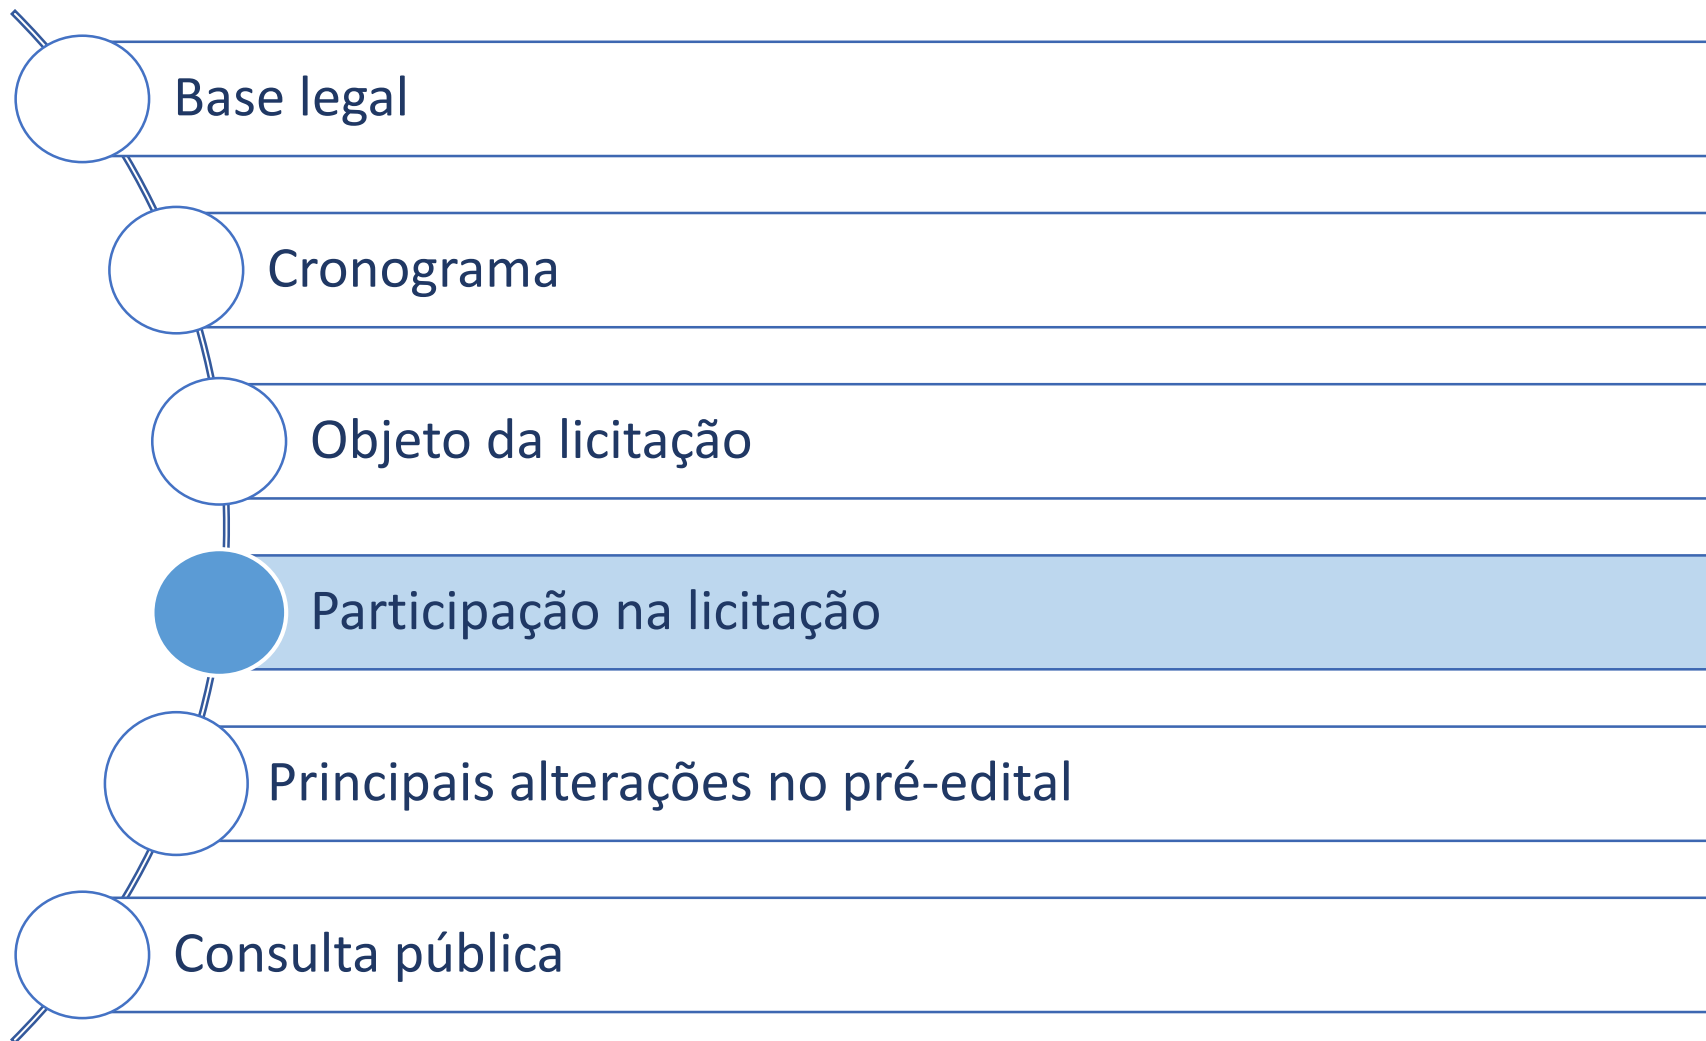 Base legal
Cronograma
Objeto da licitação
Participação na licitação
Principais alterações no pré-edital
Consulta pública